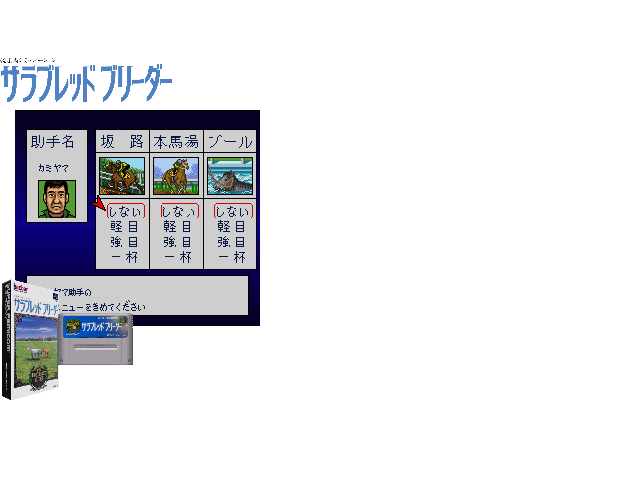 サラブレッド ブリーダー
助手名
カミヤマ
坂 路 本馬場 プール
しない しない しない
軽目 軽目 軽目
強目 強目 強目
一杯 一杯 一杯
ヤマ助手の
ニューをきめてください
サラブレッド ブリーダー
サラブレッド ブリーダー